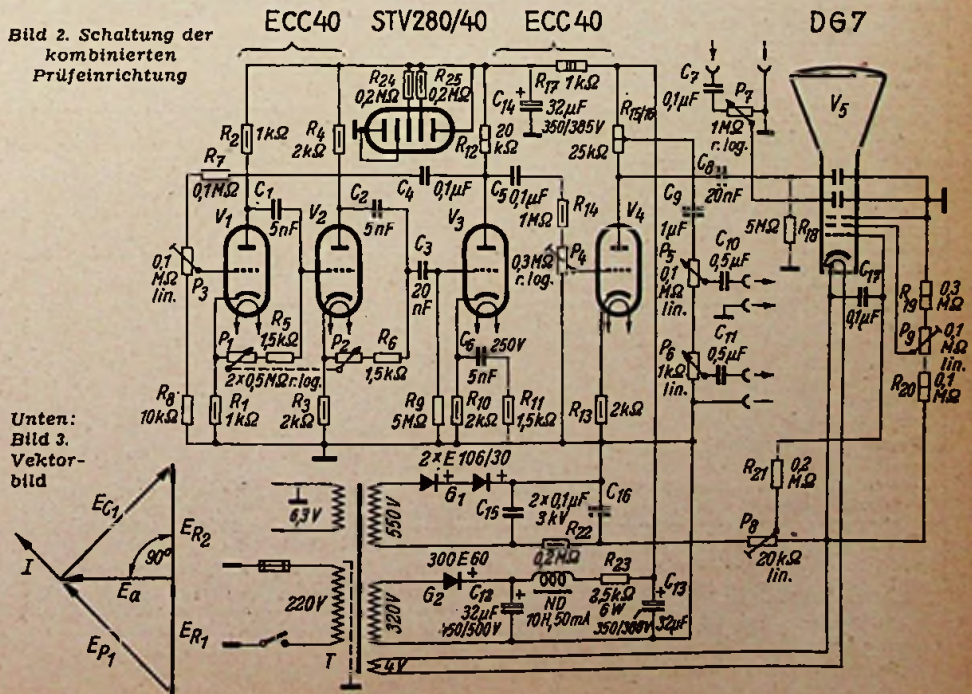 ECC40 STV280/40 ECC40 DG7
Bild 2. Schaltung der
kombinierten
Prüfeinrichtung
R24 R25
0,2MΩ 0,2MΩ
R17 1kΩ
C14 32µF
350/385V
C7
0,1µF
P7
1MΩ
r.log.
V5
R2 1kΩ
R4
2kΩ
R12 20
kΩ
R15/16
25kΩ
R7
0,1MΩ
C1
5nF
C2
5nF
C4 0,1µF
C5 0,1µF
1MΩ R14
C8
20nF
C9
1µF
5MΩ R18
V1 V2 V3 V4
0,1
MΩ
lin.
P3
C3
20
nF
0,3MΩ P4
r.log.
P5
0,1
MΩ
lin.
C10
0,5µF
C17
0,1µF
R19 0,3
MΩ
P9 0,1
MΩ
lin.
P1 R5
1,5kΩ
P2 R6
1,5kΩ
2×0,5MΩ r.log.
C6 250V
5nF
P6
1kΩ
lin.
C11
0,5µF
R20 0,1
MΩ
R8
10kΩ
R1
1kΩ
R3
2kΩ
R9
5MΩ
R10
2kΩ
R11
1,5kΩ
R13 2kΩ
R21 0,2
MΩ
Unten:
Bild 3.
Vektor-
bild
2×E106/30
G1
C15 2×0,1µF
3kV
C16
R22
0,2MΩ
P8
20kΩ
lin.
6,3V
550V
EC1
ER2
90°
I
Ea
ER1
EP1
220V
T
320V
4V
300E60
G2
C12
32µF
450/500V
ND
10H,50mA
R23
2,5kΩ
6W
C13
350/385V 32µF